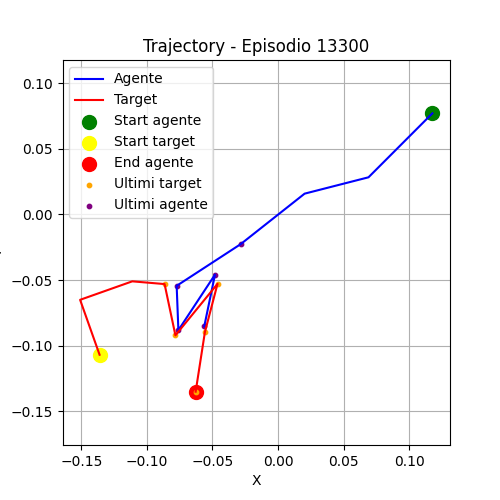 Trajectory - Episodio 13300
Agente
Target
Start agente
Start target
End agente
Ultimi target
Ultimi agente
0.10
0.05
0.00
−0.05
−0.10
−0.15
−0.15
−0.10
−0.05
0.00
0.05
0.10
X